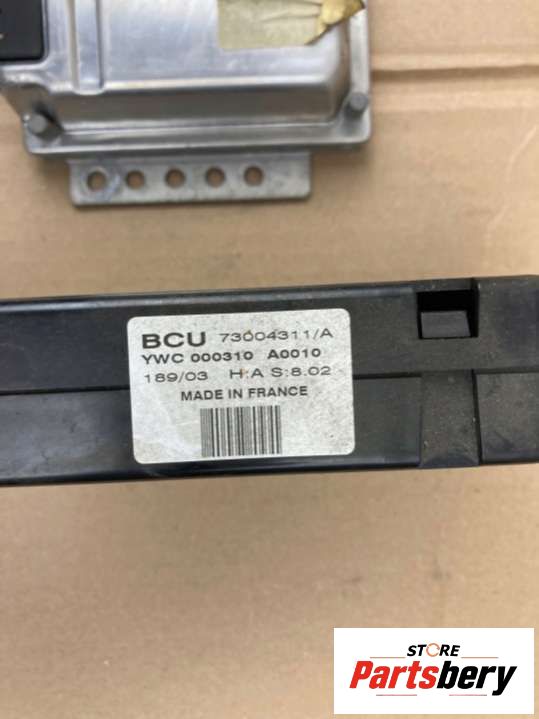 BCU 73004311/A
YWC 000310 A0010
189/03 H:A S:8.02
MADE IN FRANCE
STORE
Partsbery